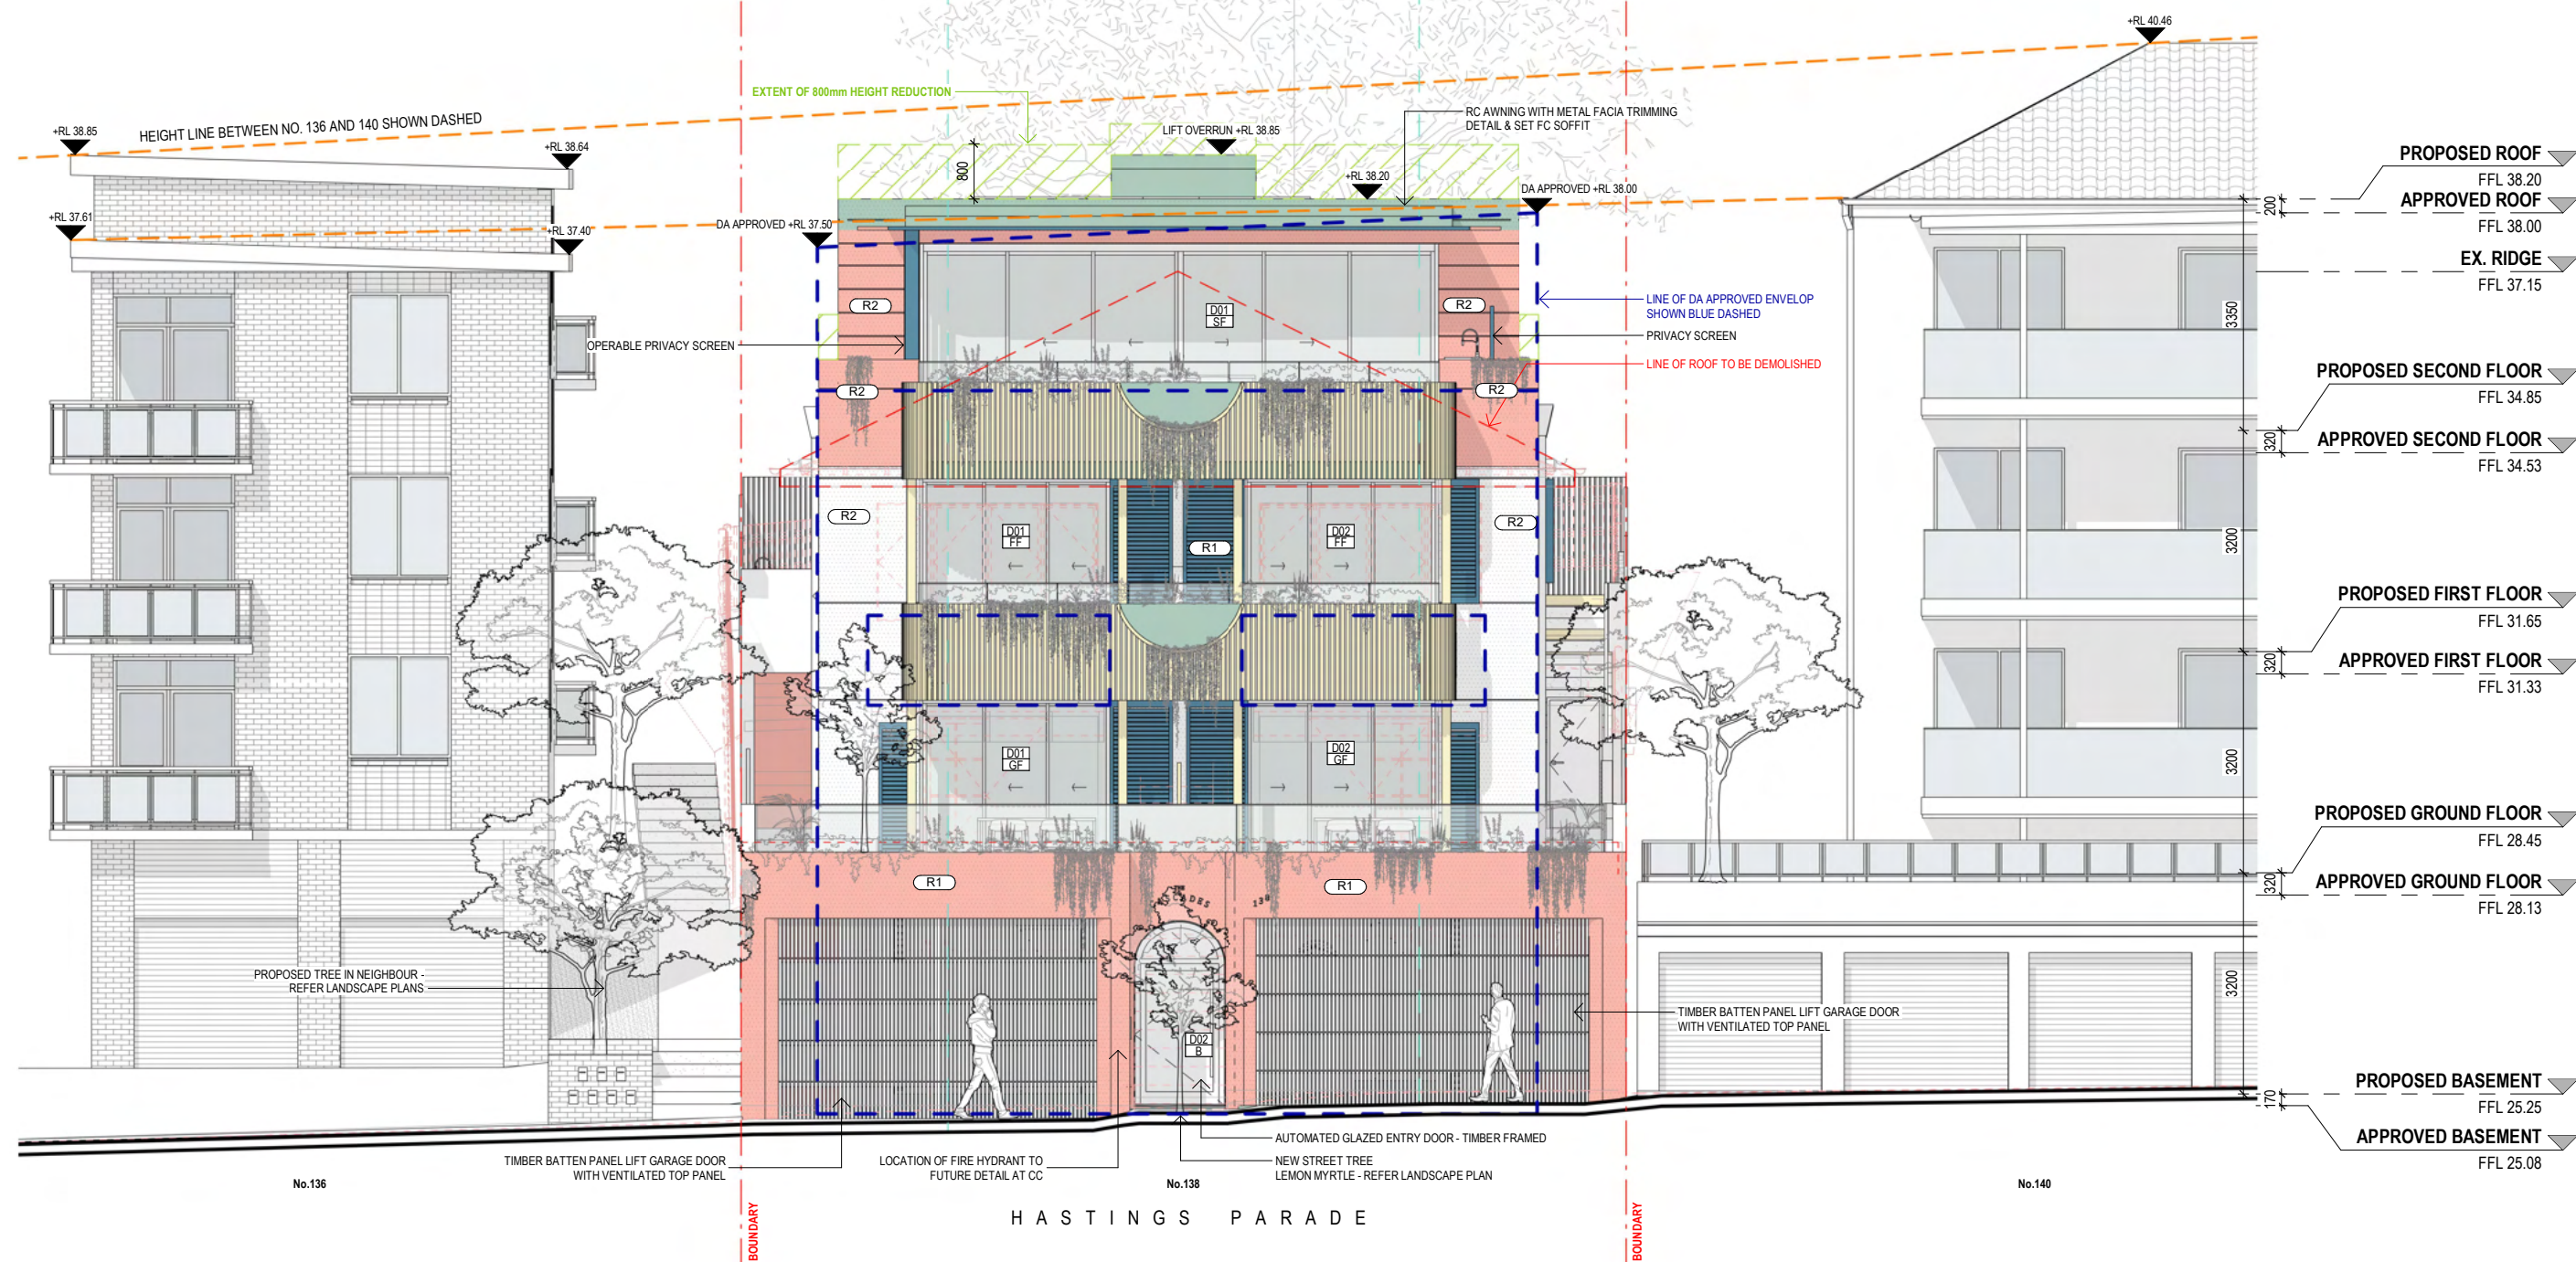 +RL 40.46
EXTENT OF 800mm HEIGHT REDUCTION
RC AWNING WITH METAL FACIA TRIMMING
DETAIL & SET FC SOFFIT
HEIGHT LINE BETWEEN NO. 136 AND 140 SHOWN DASHED
+RL 38.85
LIFT OVERRUN +RL 38.85
+RL 38.64
800
+RL 38.20
DA APPROVED +RL 38.00
+RL 37.61
DA APPROVED +RL 37.50
+RL 37.40
PROPOSED ROOF
FFL 38.20
200
APPROVED ROOF
FFL 38.00
EX. RIDGE
FFL 37.15
R2
D01
SF
R2
LINE OF DA APPROVED ENVELOP
SHOWN BLUE DASHED
3350
OPERABLE PRIVACY SCREEN
PRIVACY SCREEN
LINE OF ROOF TO BE DEMOLISHED
R2
R2
PROPOSED SECOND FLOOR
FFL 34.85
320
APPROVED SECOND FLOOR
FFL 34.53
R2
D01
FF
R1
D02
FF
R2
3200
PROPOSED FIRST FLOOR
FFL 31.65
320
APPROVED FIRST FLOOR
FFL 31.33
D01
GF
D02
GF
3200
PROPOSED GROUND FLOOR
FFL 28.45
320
APPROVED GROUND FLOOR
FFL 28.13
R1
R1
138
3200
PROPOSED TREE IN NEIGHBOUR -
REFER LANDSCAPE PLANS
TIMBER BATTEN PANEL LIFT GARAGE DOOR
WITH VENTILATED TOP PANEL
D02
B
PROPOSED BASEMENT
FFL 25.25
170
APPROVED BASEMENT
FFL 25.08
AUTOMATED GLAZED ENTRY DOOR - TIMBER FRAMED
TIMBER BATTEN PANEL LIFT GARAGE DOOR
WITH VENTILATED TOP PANEL
LOCATION OF FIRE HYDRANT TO
FUTURE DETAIL AT CC
NEW STREET TREE
LEMON MYRTLE - REFER LANDSCAPE PLAN
No.136
No.138
No.140
HASTINGS PARADE
BOUNDARY
BOUNDARY